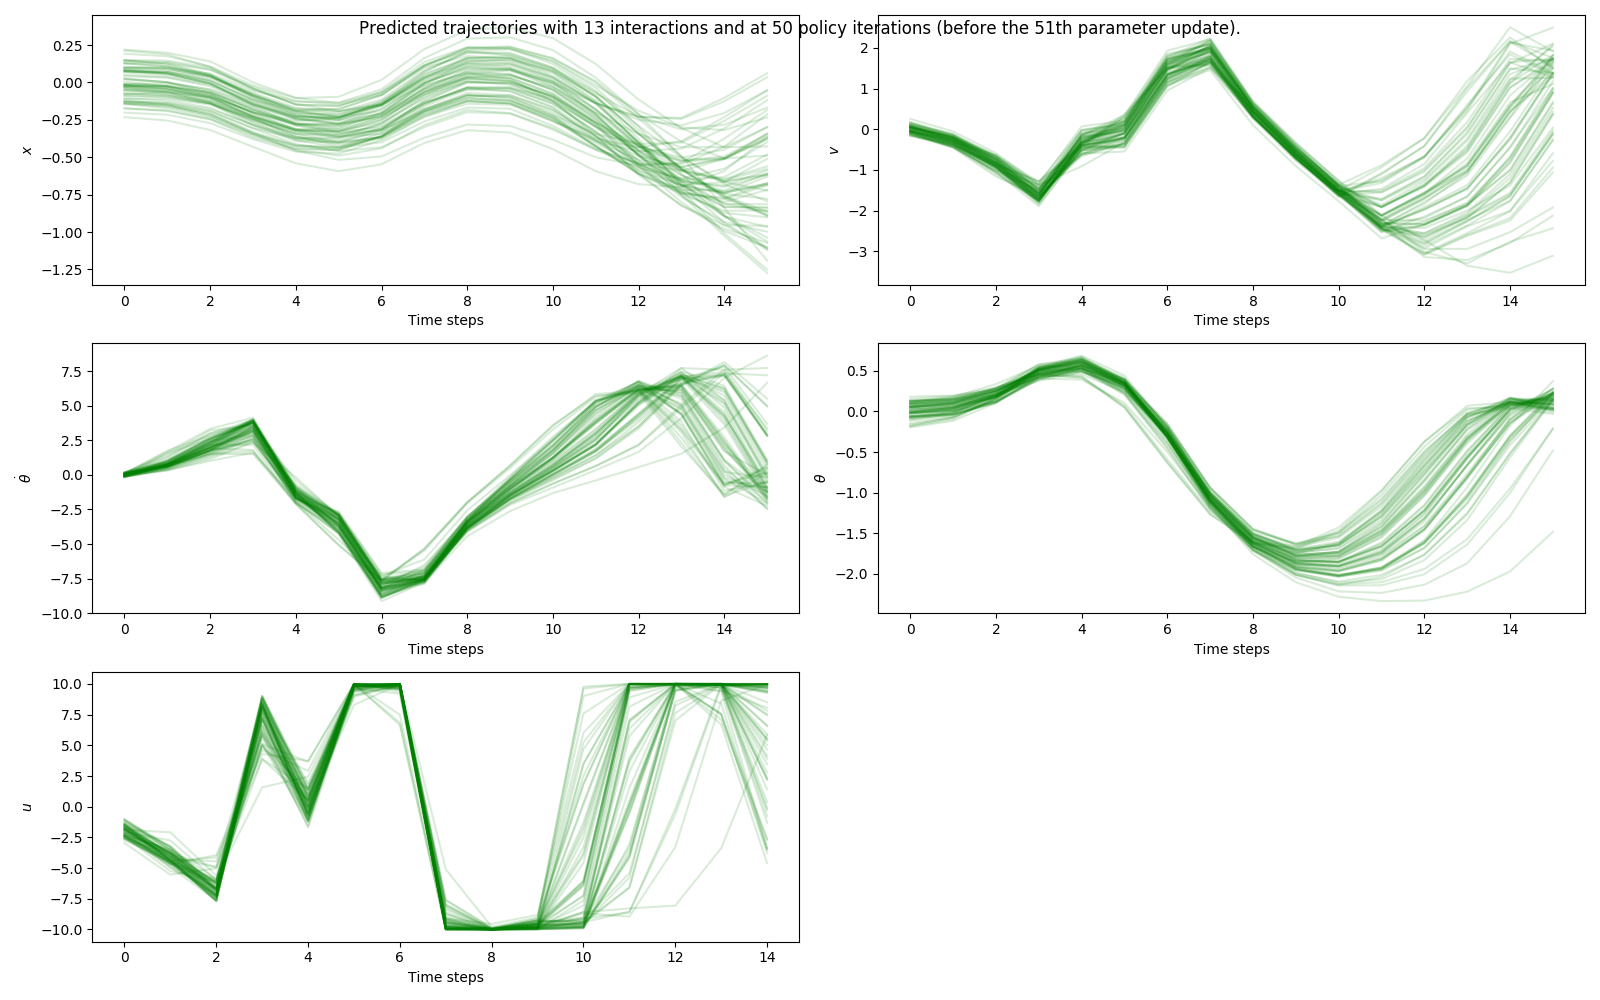 Predicted trajectories with 13 interactions and at 50 policy iterations (before the 51th parameter update).
0.25
0.00
−0.25
−0.50
−0.75
−1.00
−1.25
x
0 2 4 6 8 10 12 14
Time steps
2
1
0
−1
−2
−3
v
0 2 4 6 8 10 12 14
Time steps
7.5
5.0
2.5
0.0
−2.5
−5.0
−7.5
−10.0
θ̇
0 2 4 6 8 10 12 14
Time steps
0.5
0.0
−0.5
−1.0
−1.5
−2.0
θ
0 2 4 6 8 10 12 14
Time steps
10.0
7.5
5.0
2.5
0.0
−2.5
−5.0
−7.5
−10.0
u
0 2 4 6 8 10 12 14
Time steps